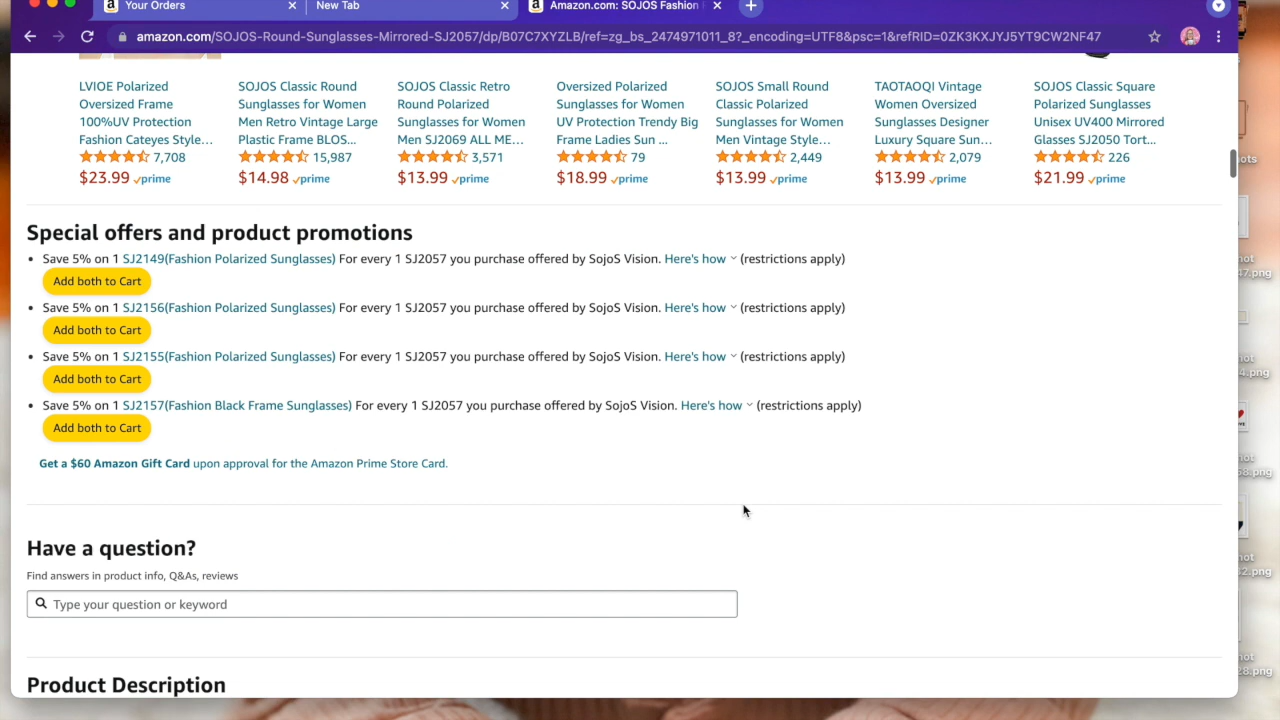 Your Orders
New Tab
Amazon.com: SOJOS Fashion
amazon.com/SOJOS-Round-Sunglasses-Mirrored-SJ2057/dp/B07C7XYZLB/ref=zg_bs_2474971011_8?_encoding=UTF8&psc=1&refRID=0ZK3KXJYJ5YT9CW2NF47
LVIOE Polarized
Oversized Frame
100%UV Protection
Fashion Cateyes Style…
7,708
$23.99 prime
SOJOS Classic Round
Sunglasses for Women
Men Retro Vintage Large
Plastic Frame BLOS…
15,987
$14.98 prime
SOJOS Classic Retro
Round Polarized
Sunglasses for Women
Men SJ2069 ALL ME…
3,571
$13.99 prime
Oversized Polarized
Sunglasses for Women
UV Protection Trendy Big
Frame Ladies Sun …
79
$18.99 prime
SOJOS Small Round
Classic Polarized
Sunglasses for Women
Men Vintage Style…
2,449
$13.99 prime
TAOTAOQI Vintage
Women Oversized
Sunglasses Designer
Luxury Square Sun…
2,079
$13.99 prime
SOJOS Classic Square
Polarized Sunglasses
Unisex UV400 Mirrored
Glasses SJ2050 Tort…
226
$21.99 prime
Special offers and product promotions
Save 5% on 1 SJ2149(Fashion Polarized Sunglasses) For every 1 SJ2057 you purchase offered by SojoS Vision. Here's how (restrictions apply)
Add both to Cart
Save 5% on 1 SJ2156(Fashion Polarized Sunglasses) For every 1 SJ2057 you purchase offered by SojoS Vision. Here's how (restrictions apply)
Add both to Cart
Save 5% on 1 SJ2155(Fashion Polarized Sunglasses) For every 1 SJ2057 you purchase offered by SojoS Vision. Here's how (restrictions apply)
Add both to Cart
Save 5% on 1 SJ2157(Fashion Black Frame Sunglasses) For every 1 SJ2057 you purchase offered by SojoS Vision. Here's how (restrictions apply)
Add both to Cart
Get a $60 Amazon Gift Card upon approval for the Amazon Prime Store Card.
Have a question?
Find answers in product info, Q&As, reviews
Type your question or keyword
Product Description